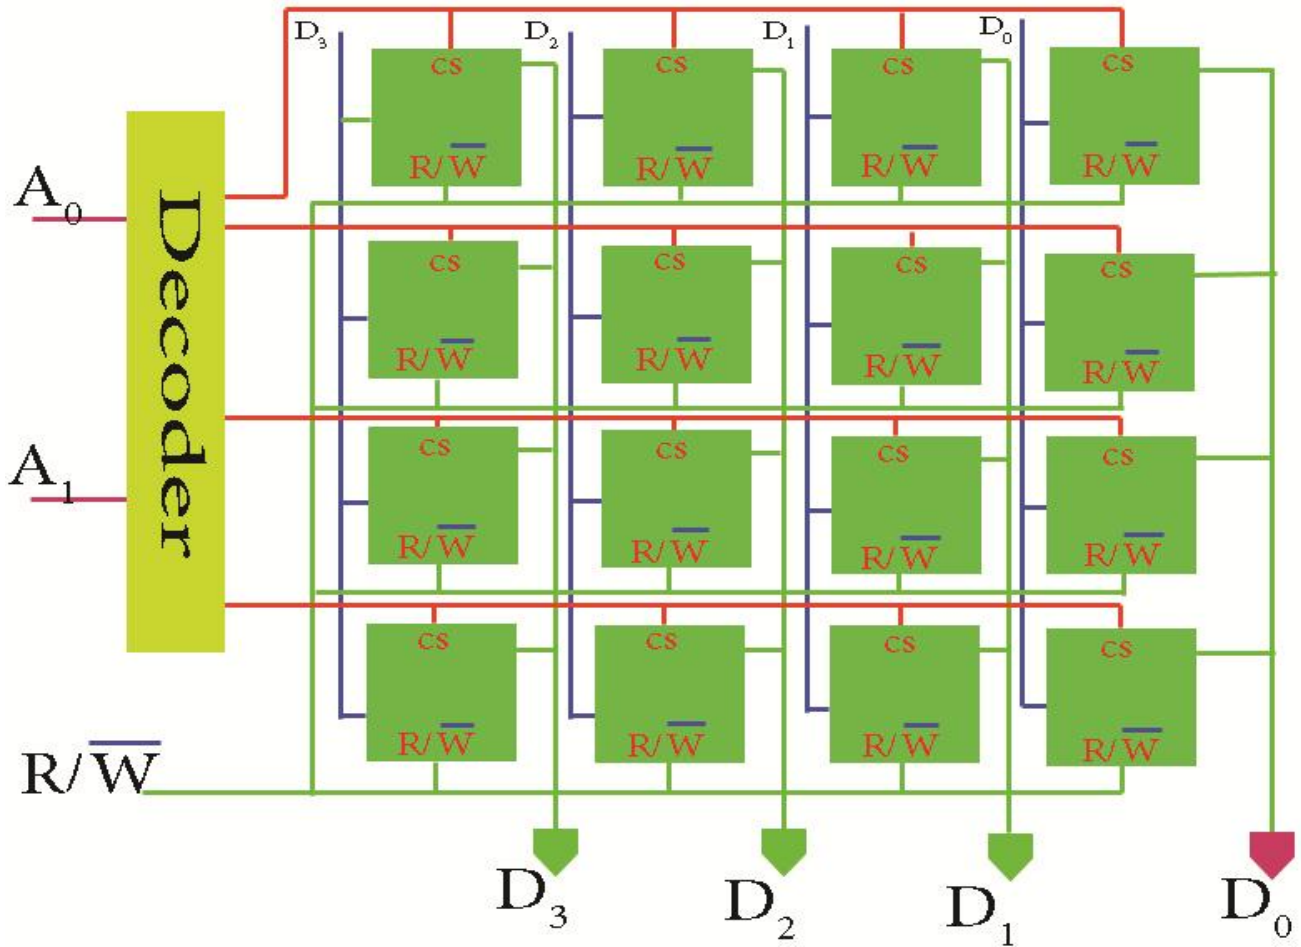 D₃ D₂ D₁ D₀
CS CS CS CS
R/W̅ R/W̅ R/W̅ R/W̅
A₀
Decoder
CS CS CS CS
R/W̅ R/W̅ R/W̅ R/W̅
A₁
CS CS CS CS
R/W̅ R/W̅ R/W̅ R/W̅
CS CS CS CS
R/W̅ R/W̅ R/W̅ R/W̅
R/W̅
D₃ D₂ D₁ D₀